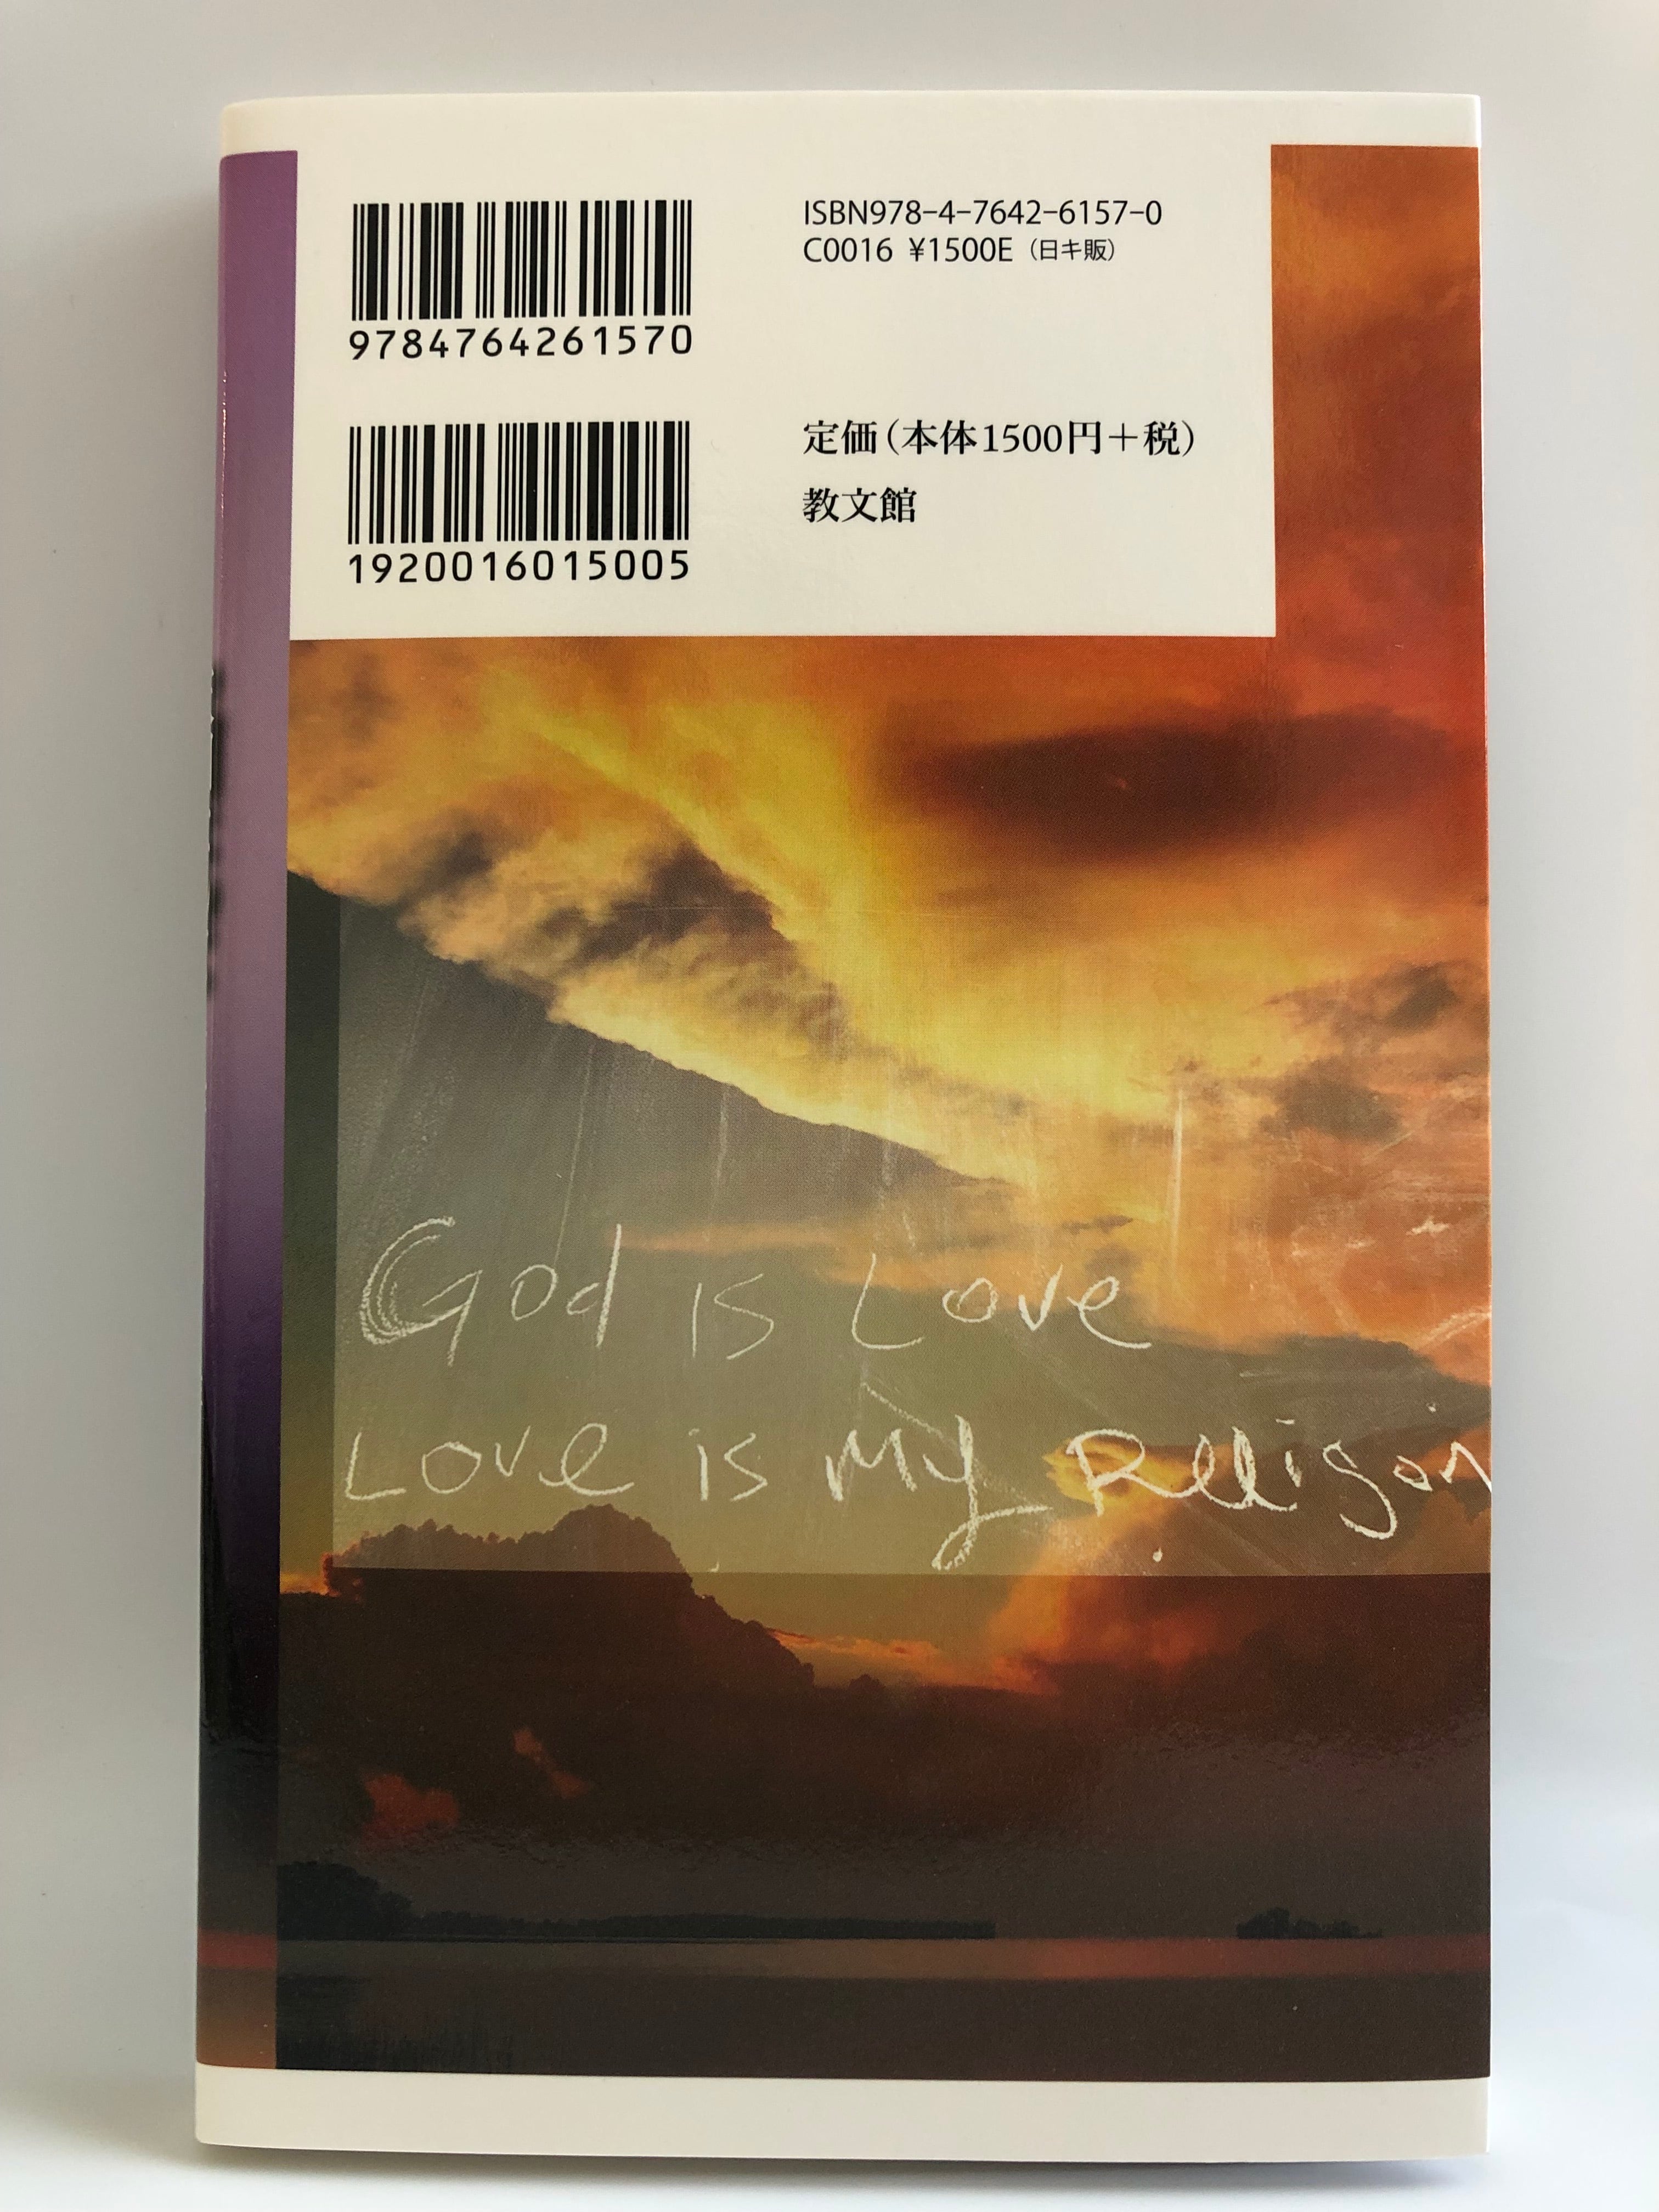 9784764261570
ISBN978-4-7642-6157-0
C0016 ¥1500E（日キ販）
1920016015005
定価（本体1500円＋税）
教文館
God is Love
Love is My Religion